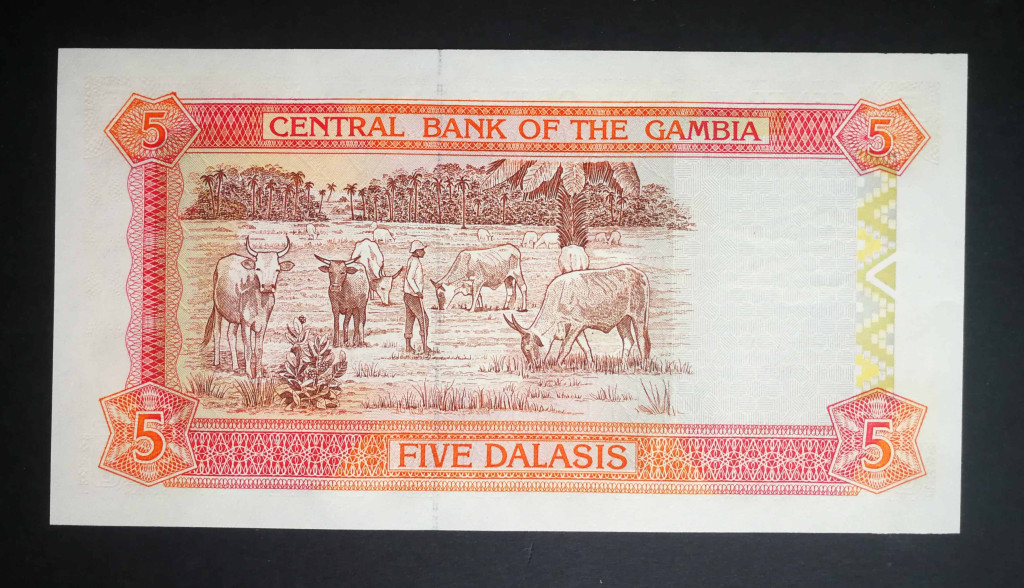 5 CENTRAL BANK OF THE GAMBIA 5
5 FIVE DALASIS 5